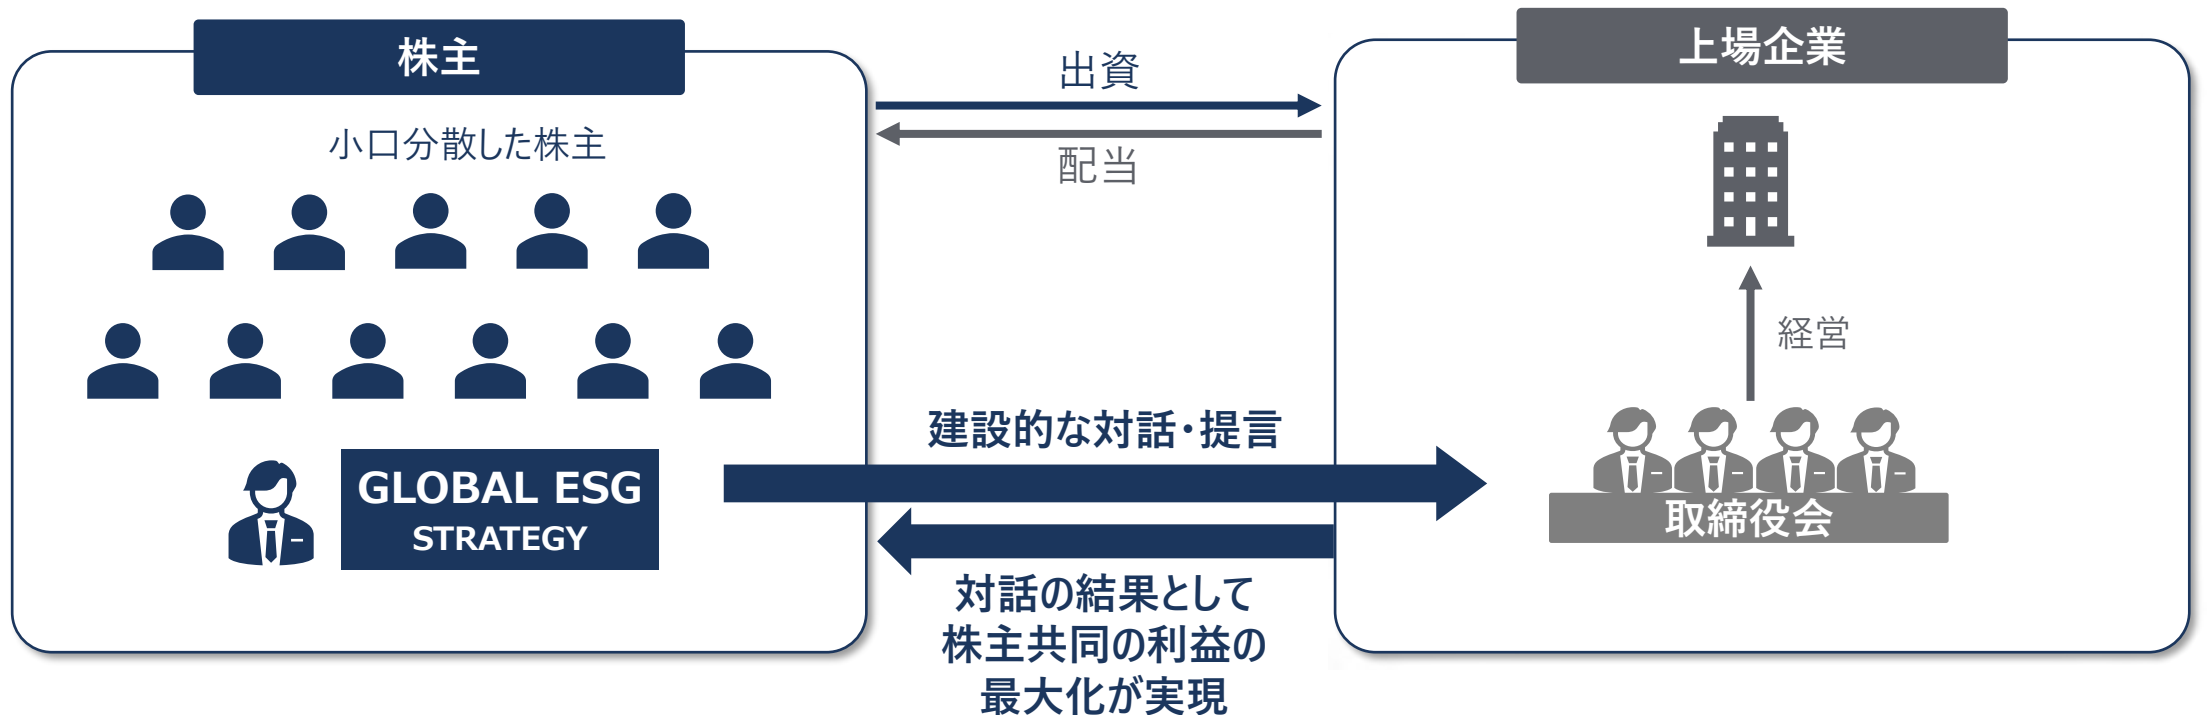 株主
小口分散した株主
GLOBAL ESG
STRATEGY
出資
配当
建設的な対話・提言
対話の結果として
株主共同の利益の
最大化が実現
上場企業
経営
取締役会